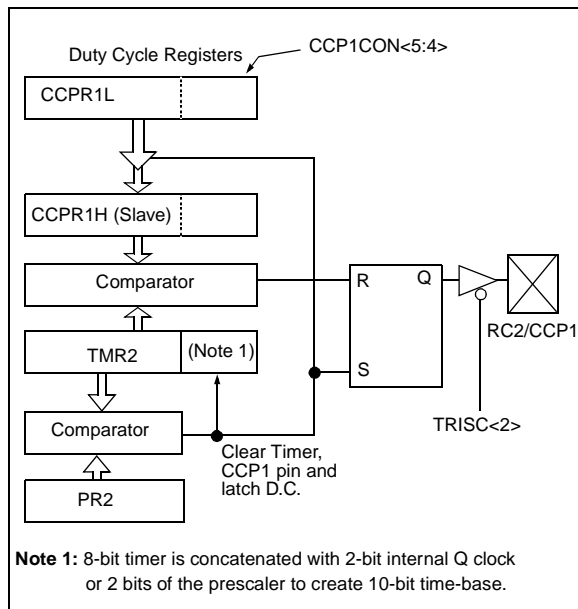 CCP1CON<5:4>
Duty Cycle Registers
CCPR1L
CCPR1H (Slave)
Comparator
R
Q
RC2/CCP1
TMR2
(Note 1)
S
TRISC<2>
Comparator
Clear Timer,
CCP1 pin and
latch D.C.
PR2
Note 1: 8-bit timer is concatenated with 2-bit internal Q clock
or 2 bits of the prescaler to create 10-bit time-base.